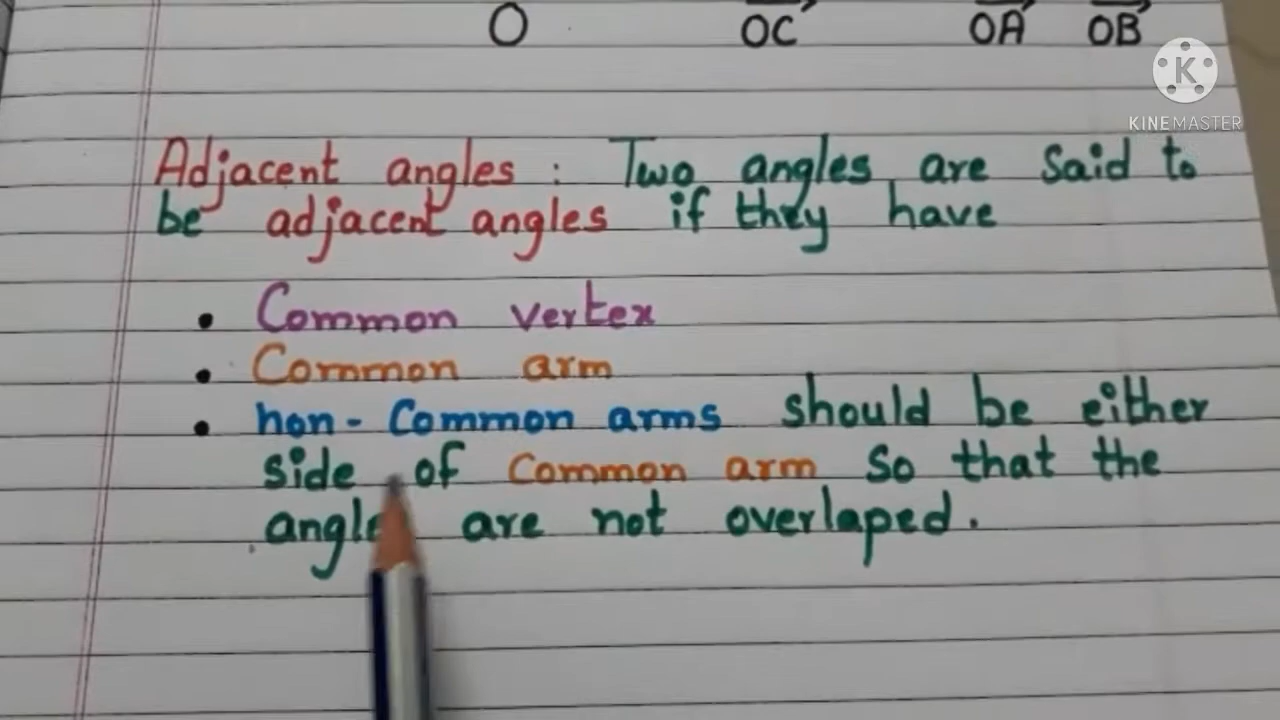 O OC OA OB
KINEMASTER
Adjacent angles : Two angles are said to
be adjacent angles if they have
• Common vertex
• Common arm
• non-Common arms should be either
side of Common arm So that the
angle are not overlaped.